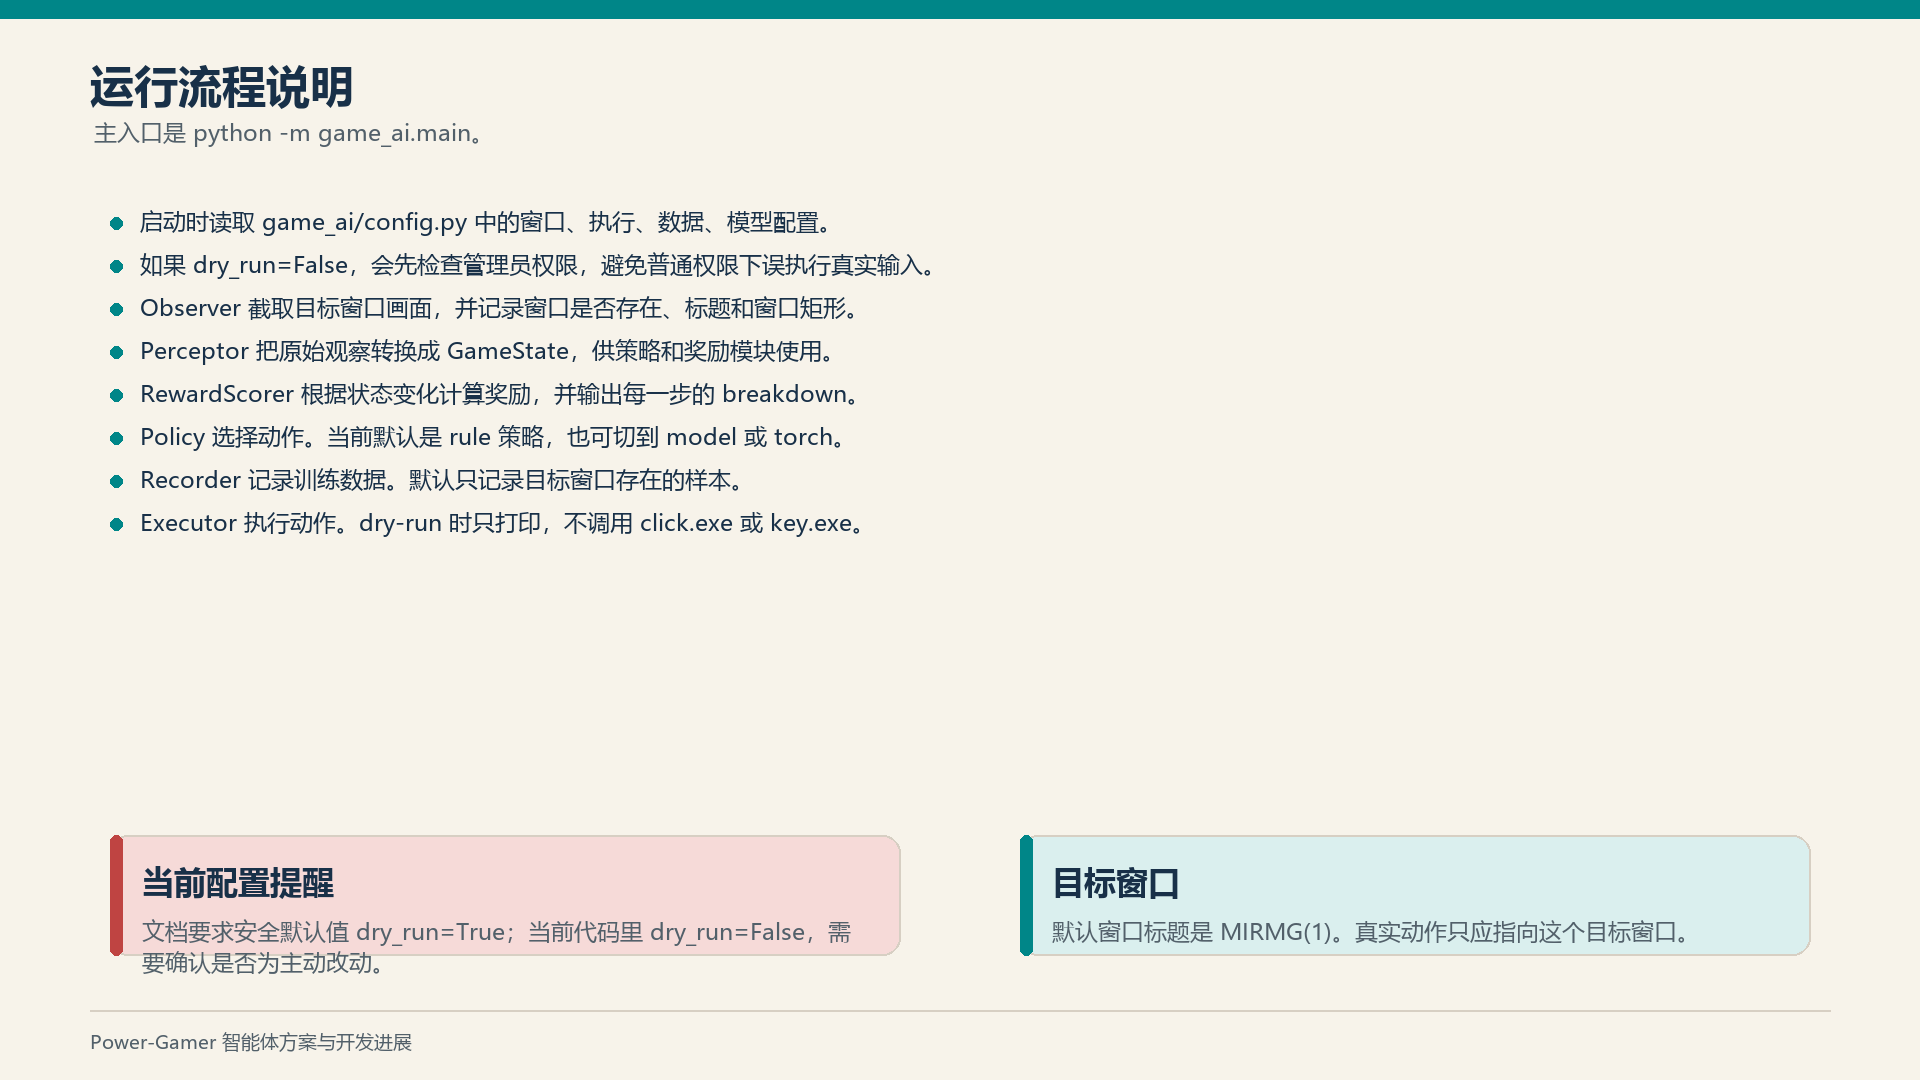 运行流程说明
主入口是 python -m game_ai.main。
启动时读取 game_ai/config.py 中的窗口、执行、数据、模型配置。
如果 dry_run=False，会先检查管理员权限，避免普通权限下误执行真实输入。
Observer 截取目标窗口画面，并记录窗口是否存在、标题和窗口矩形。
Perceptor 把原始观察转换成 GameState，供策略和奖励模块使用。
RewardScorer 根据状态变化计算奖励，并输出每一步的 breakdown。
Policy 选择动作。当前默认是 rule 策略，也可切到 model 或 torch。
Recorder 记录训练数据。默认只记录目标窗口存在的样本。
Executor 执行动作。dry-run 时只打印，不调用 click.exe 或 key.exe。
当前配置提醒
文档要求安全默认值 dry_run=True；当前代码里 dry_run=False，需
要确认是否为主动改动。
目标窗口
默认窗口标题是 MIRMG(1)。真实动作只应指向这个目标窗口。
Power-Gamer 智能体方案与开发进展